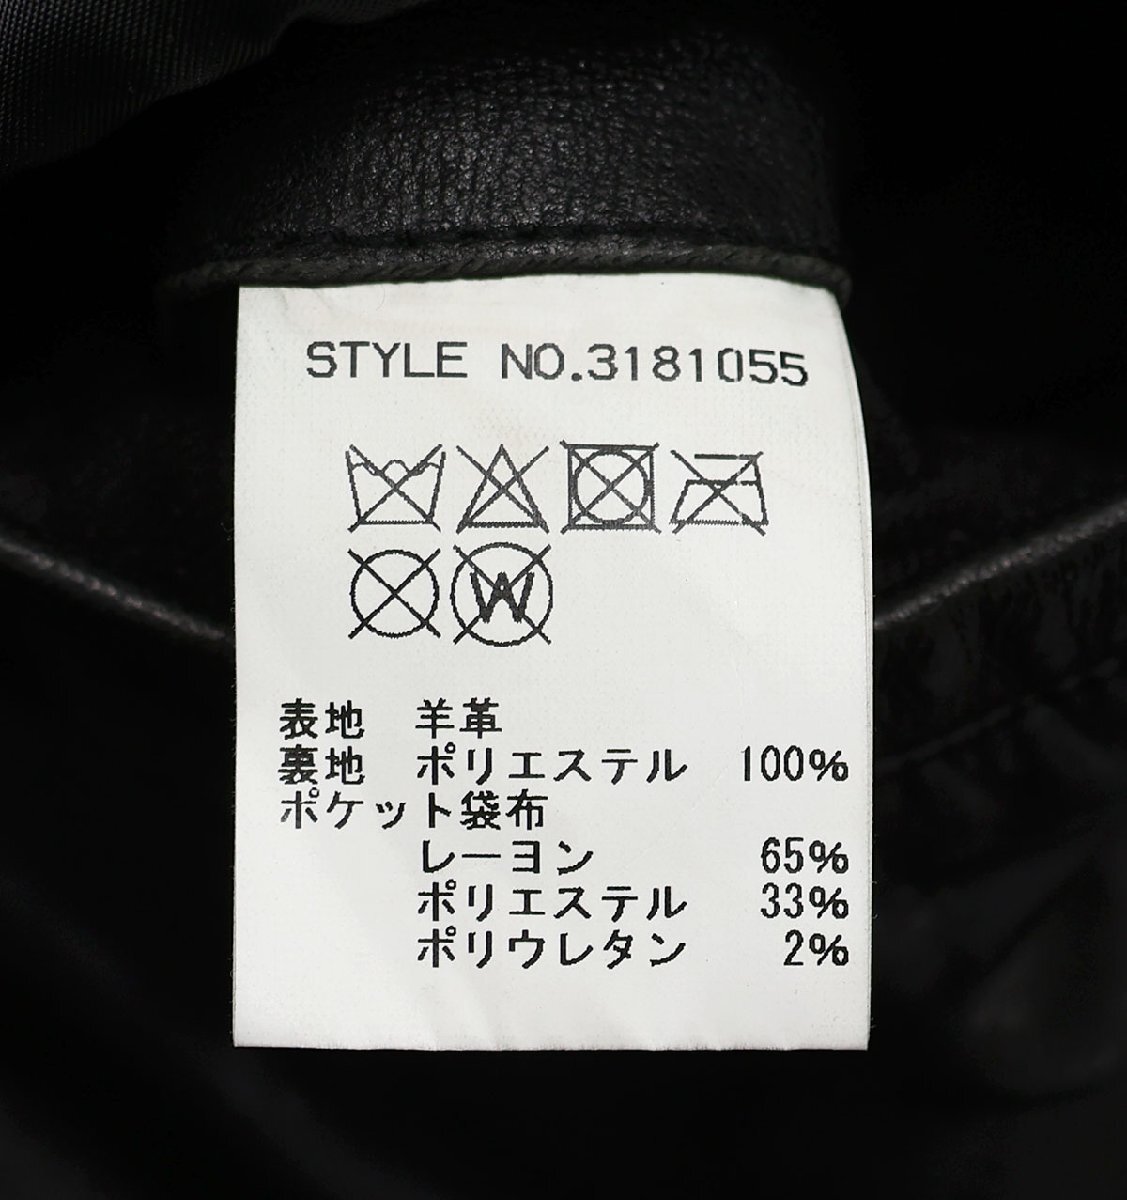 STYLE NO.3181055
W
表地 羊革
裏地 ポリエステル 100%
ポケット袋布
レーヨン 65%
ポリエステル 33%
ポリウレタン 2%